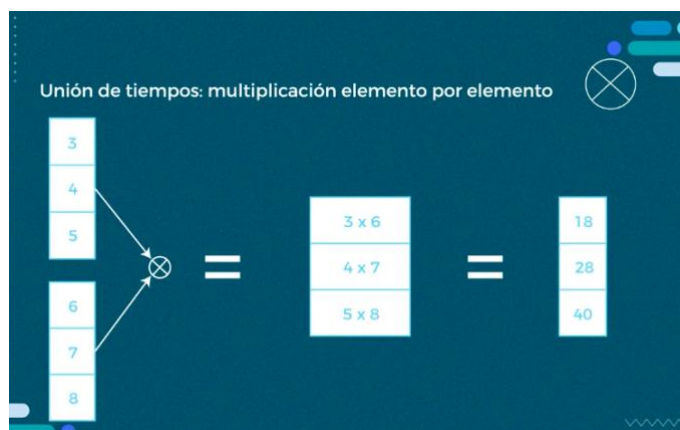 Unión de tiempos: multiplicación elemento por elemento
3
4
5
6
7
8
=
3 x 6
4 x 7
5 x 8
=
18
28
40